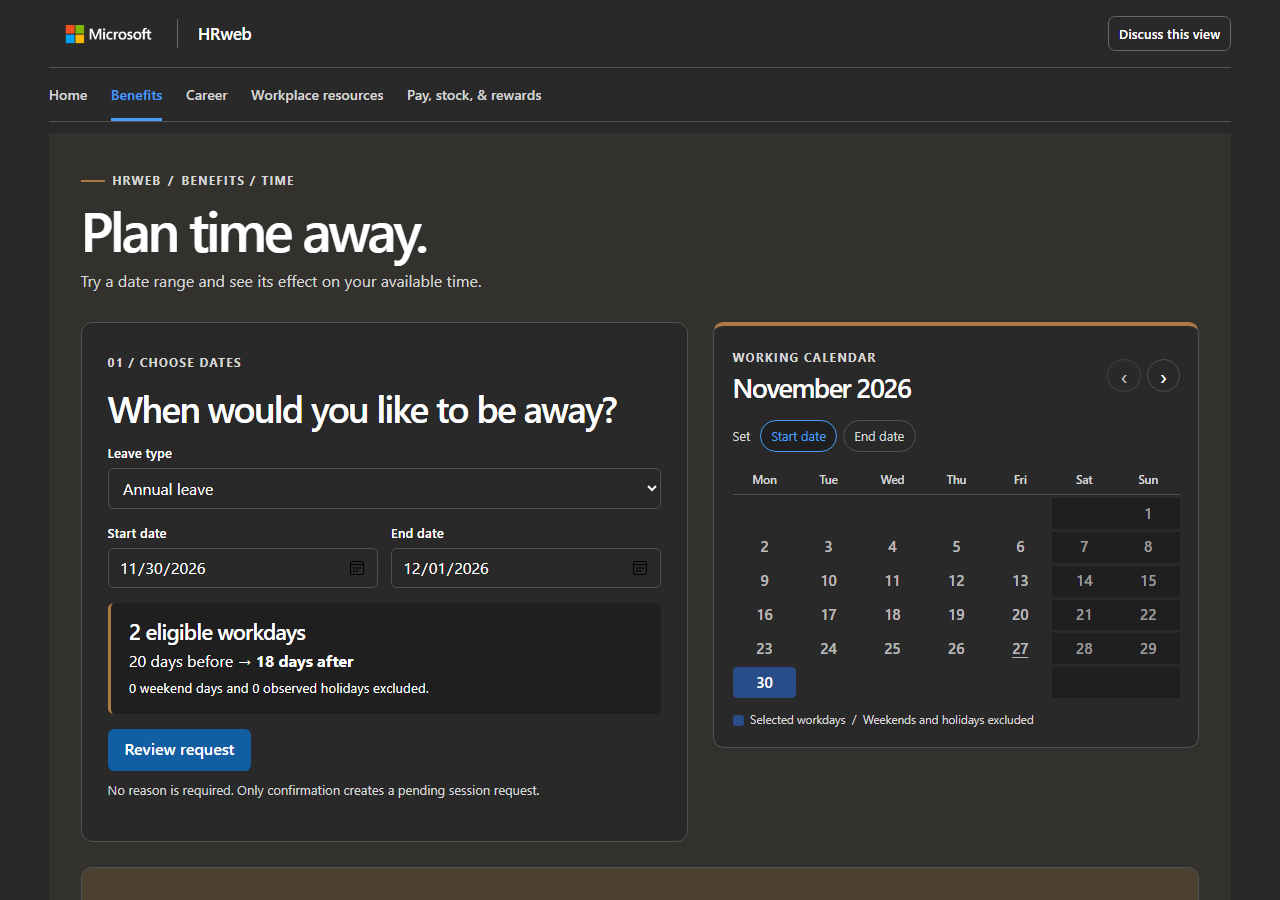 Microsoft
HRweb
Discuss this view
Home
Benefits
Career
Workplace resources
Pay, stock, & rewards
HRWEB / BENEFITS / TIME
Plan time away.
Try a date range and see its effect on your available time.
01 / CHOOSE DATES
When would you like to be away?
Leave type
Annual leave
Start date
End date
11/30/2026
12/01/2026
2 eligible workdays
20 days before → 18 days after
0 weekend days and 0 observed holidays excluded.
Review request
No reason is required. Only confirmation creates a pending session request.
WORKING CALENDAR
November 2026
‹ ›
Set Start date End date
Mon Tue Wed Thu Fri Sat Sun
1
2 3 4 5 6 7 8
9 10 11 12 13 14 15
16 17 18 19 20 21 22
23 24 25 26 27 28 29
30
Selected workdays / Weekends and holidays excluded